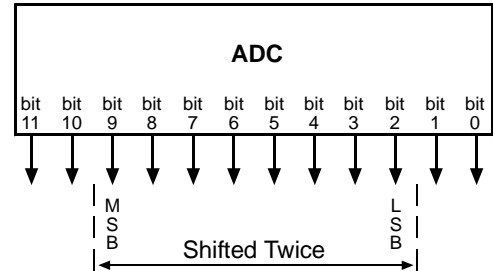 ADC
bit bit bit bit bit bit bit bit bit bit bit bit
11 10 9 8 7 6 5 4 3 2 1 0
M L
S S
B B
Shifted Twice